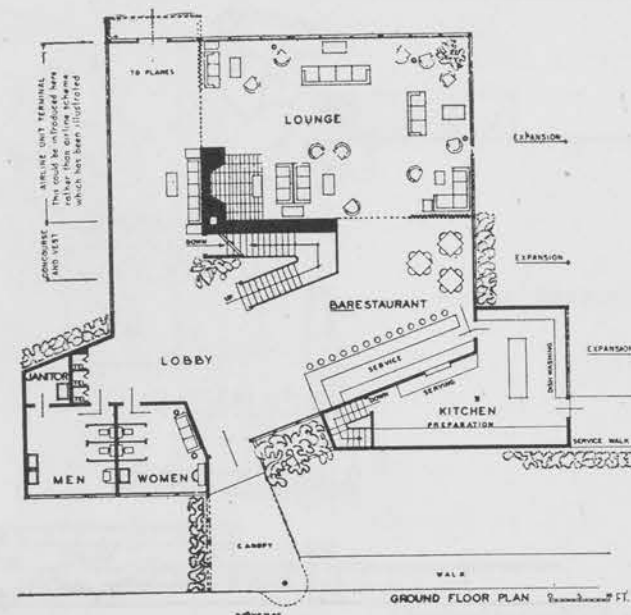 TO PLANES
LOUNGE
AIRLINE UNIT TERMINAL
This could be introduced here
rather than airline scheme
which has been illustrated
CONCOURSE
AND VEST
EXPANSION
EXPANSION
EXPANSION
DOWN
UP
BARESTAURANT
LOBBY
SERVICE
SERVING
DOWN
KITCHEN
PREPARATION
DISH WASHING
SERVICE WALK
JANITOR
MEN
WOMEN
CANOPY
WALK
GROUND FLOOR PLAN
FT.